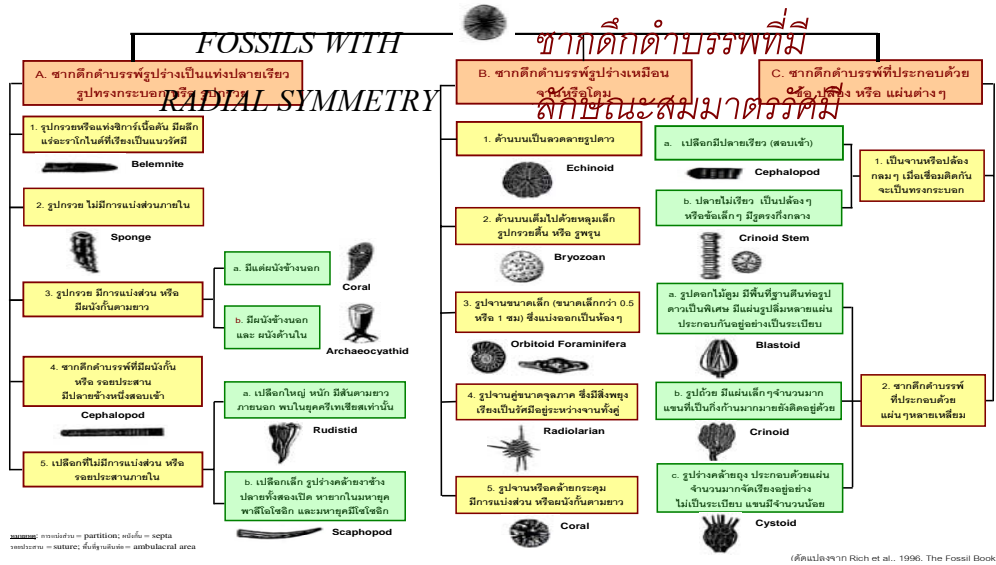 FOSSILS WITH
RADIAL SYMMETRY
ซากดึกดำบรรพที่มี
ลักษณะสมมาตรรัศมี
A. ซากดึกดำบรรพ์รูปร่างเป็นแท่งปลายเรียว
รูปทรงกระบอก หรือ รูปกรวย
1. รูปกรวยหรือแท่งซิการ์เนื้อตัน มีผลึก
แร่อะราโกไนต์ที่เรียงเป็นแนวรัศมี
Belemnite
2. รูปกรวย ไม่มีการแบ่งส่วนภายใน
Sponge
3. รูปกรวย มีการแบ่งส่วน หรือ
มีผนังกั้นตามยาว
a. มีแต่ผนังข้างนอก
Coral
b. มีผนังข้างนอก
และ ผนังด้านใน
Archaeocyathid
4. ซากดึกดำบรรพ์ที่มีผนังกั้น
หรือ รอยประสาน
มีปลายข้างหนึ่งสอบเข้า
Cephalopod
5. เปลือกที่ไม่มีการแบ่งส่วน หรือ
รอยประสานภายใน
a. เปลือกใหญ่ หนัก มีสันตามยาว
ภายนอก พบในยุคครีเทเชียสเท่านั้น
Rudistid
b. เปลือกเล็ก รูปร่างคล้ายงาช้าง
ปลายทั้งสองเปิด หายากในมหายุค
พาลีโอโซอิก และมหายุคมีโซโซอิก
Scaphopod
หมายเหตุ: การแบ่งส่วน = partition; ผนังกั้น = septa
รอยประสาน = suture; พื้นที่ฐานตีนท่อ = ambulacral area
B. ซากดึกดำบรรพ์รูปร่างเหมือน
จานหรือโดม
1. ด้านบนเป็นลวดลายรูปดาว
Echinoid
2. ด้านบนเต็มไปด้วยหลุมเล็ก
รูปกรวยตื้น หรือ รูพรุน
Bryozoan
3. รูปจานขนาดเล็ก (ขนาดเล็กกว่า 0.5
หรือ 1 ซม) ซึ่งแบ่งออกเป็นห้องๆ
Orbitoid Foraminifera
4. รูปจานคู่ขนาดจุลภาค ซึ่งมีสิ่งพยุง
เรียงเป็นรัศมีอยู่ระหว่างจานทั้งคู่
Radiolarian
5. รูปจานหรือคล้ายกระดุม
มีการแบ่งส่วน หรือผนังกั้นตามยาว
Coral
C. ซากดึกดำบรรพ์ที่ประกอบด้วย
ข้อ ปล้อง หรือ แผ่นต่างๆ
1. เป็นจานหรือปล้อง
กลมๆ เมื่อเชื่อมติดกัน
จะเป็นทรงกระบอก
a. เปลือกมีปลายเรียว (สอบเข้า)
Cephalopod
b. ปลายไม่เรียว เป็นปล้องๆ
หรือข้อเล็กๆ มีรูตรงกึ่งกลาง
Crinoid Stem
2. ซากดึกดำบรรพ์
ที่ประกอบด้วย
แผ่นๆหลายเหลี่ยม
a. รูปดอกไม้ตูม มีพื้นที่ฐานตีนท่อรูป
ดาวเป็นพิเศษ มีแผ่นรูปลิ่มหลายแผ่น
ประกอบกันอยู่อย่างเป็นระเบียบ
Blastoid
b. รูปถ้วย มีแผ่นเล็กๆจำนวนมาก
แขนที่เป็นกิ่งก้านมากมายยังติดอยู่ด้วย
Crinoid
c. รูปร่างคล้ายถุง ประกอบด้วยแผ่น
จำนวนมากจัดเรียงอยู่อย่าง
ไม่เป็นระเบียบ แขนมีจำนวนน้อย
Cystoid
(ดัดแปลงจาก Rich et al., 1996, The Fossil Book